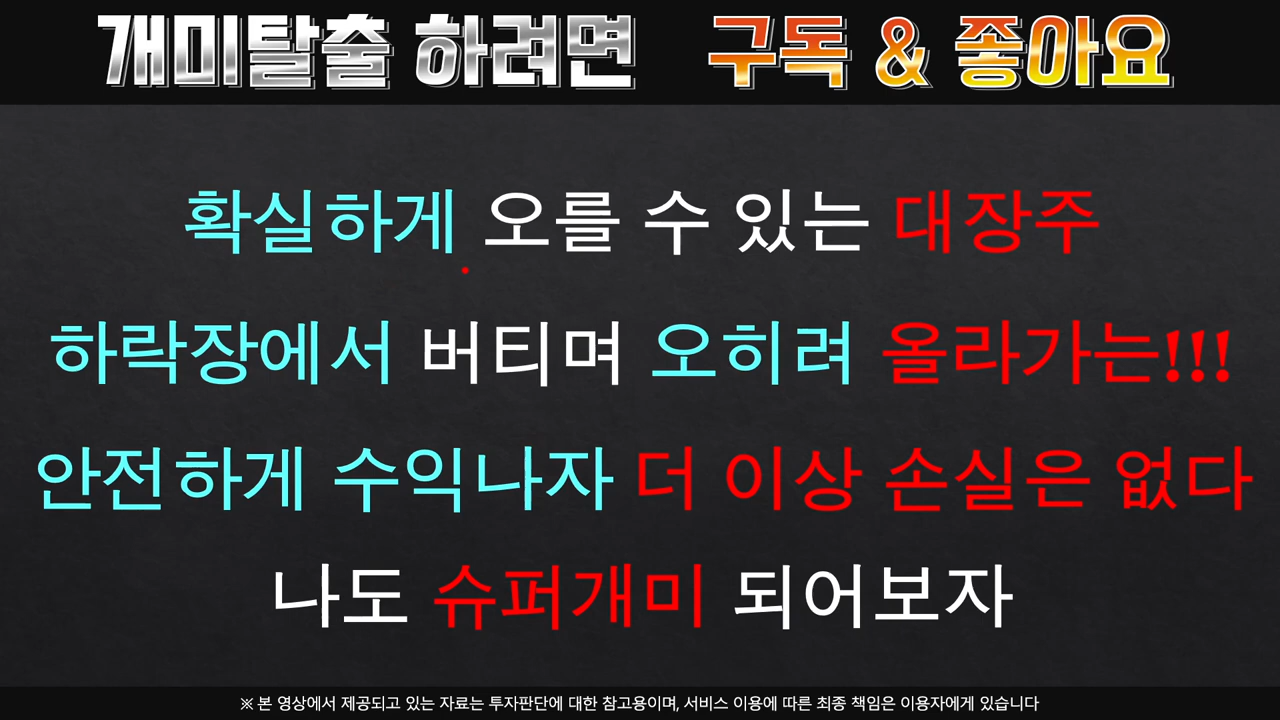 개미탈출 하려면 구독 & 좋아요
확실하게 오를 수 있는 대장주
하락장에서 버티며 오히려 올라가는!!!
안전하게 수익나자 더 이상 손실은 없다
나도 슈퍼개미 되어보자
※ 본 영상에서 제공되고 있는 자료는 투자판단에 대한 참고용이며, 서비스 이용에 따른 최종 책임은 이용자에게 있습니다